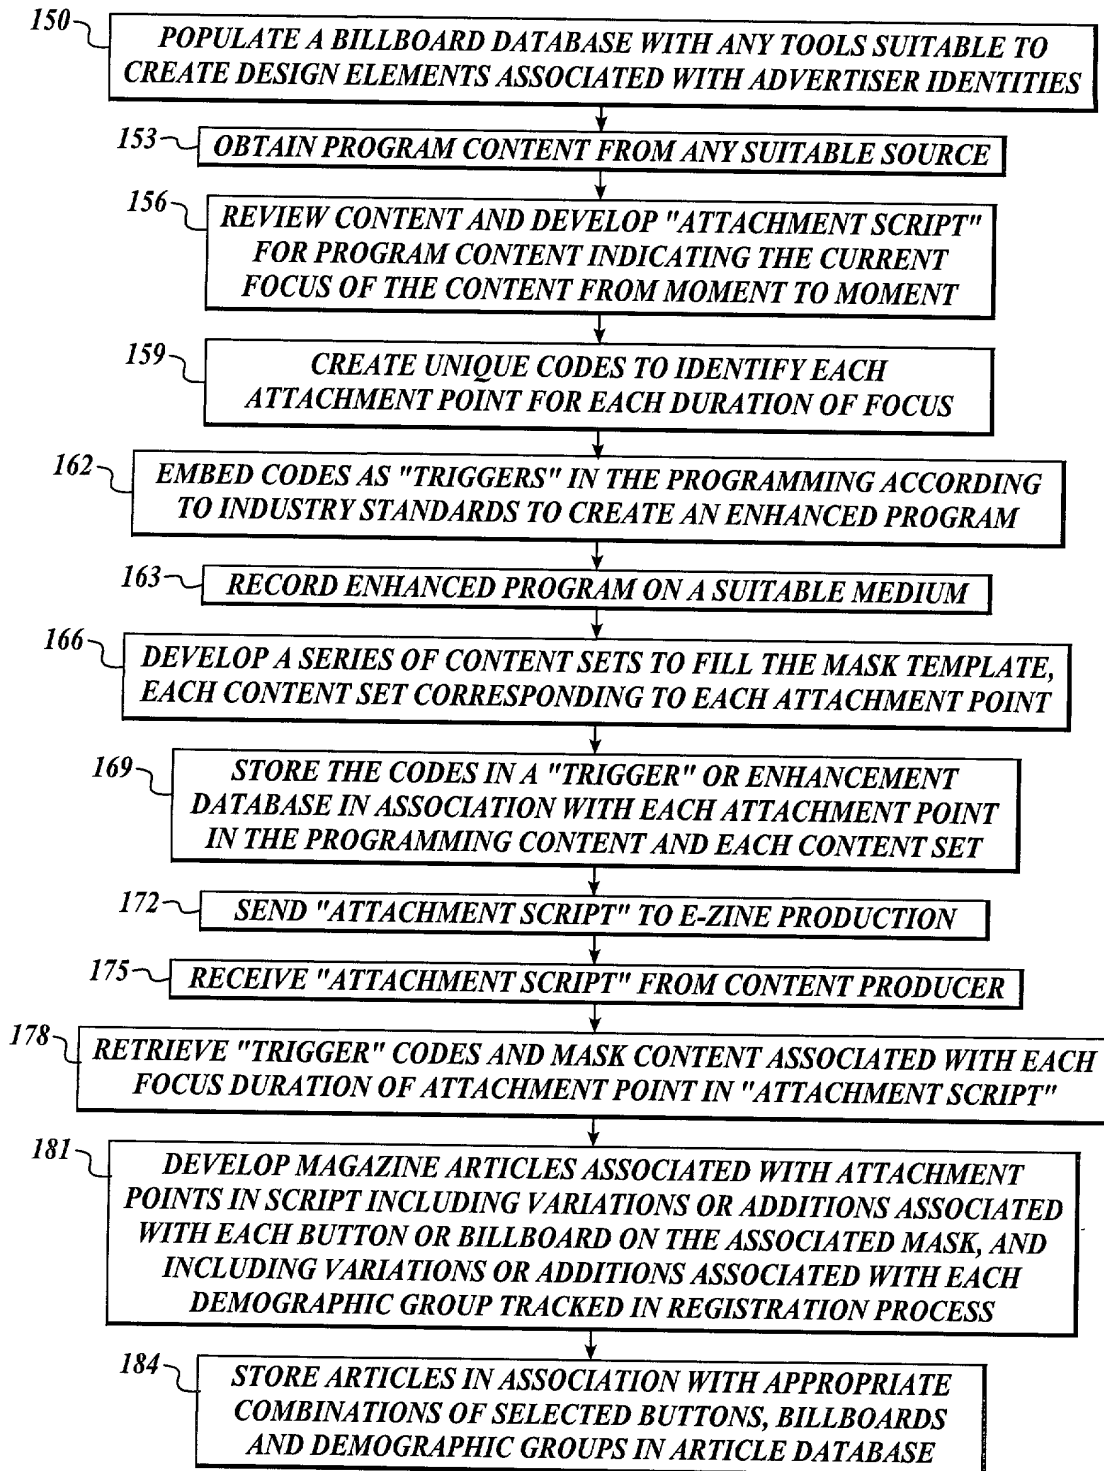 150
POPULATE A BILLBOARD DATABASE WITH ANY TOOLS SUITABLE TO
CREATE DESIGN ELEMENTS ASSOCIATED WITH ADVERTISER IDENTITIES
153
OBTAIN PROGRAM CONTENT FROM ANY SUITABLE SOURCE
156
REVIEW CONTENT AND DEVELOP "ATTACHMENT SCRIPT"
FOR PROGRAM CONTENT INDICATING THE CURRENT
FOCUS OF THE CONTENT FROM MOMENT TO MOMENT
159
CREATE UNIQUE CODES TO IDENTIFY EACH
ATTACHMENT POINT FOR EACH DURATION OF FOCUS
162
EMBED CODES AS "TRIGGERS" IN THE PROGRAMMING ACCORDING
TO INDUSTRY STANDARDS TO CREATE AN ENHANCED PROGRAM
163
RECORD ENHANCED PROGRAM ON A SUITABLE MEDIUM
166
DEVELOP A SERIES OF CONTENT SETS TO FILL THE MASK TEMPLATE,
EACH CONTENT SET CORRESPONDING TO EACH ATTACHMENT POINT
169
STORE THE CODES IN A "TRIGGER" OR ENHANCEMENT
DATABASE IN ASSOCIATION WITH EACH ATTACHMENT POINT
IN THE PROGRAMMING CONTENT AND EACH CONTENT SET
172
SEND "ATTACHMENT SCRIPT" TO E-ZINE PRODUCTION
175
RECEIVE "ATTACHMENT SCRIPT" FROM CONTENT PRODUCER
178
RETRIEVE "TRIGGER" CODES AND MASK CONTENT ASSOCIATED WITH EACH
FOCUS DURATION OF ATTACHMENT POINT IN "ATTACHMENT SCRIPT"
181
DEVELOP MAGAZINE ARTICLES ASSOCIATED WITH ATTACHMENT
POINTS IN SCRIPT INCLUDING VARIATIONS OR ADDITIONS ASSOCIATED
WITH EACH BUTTON OR BILLBOARD ON THE ASSOCIATED MASK, AND
INCLUDING VARIATIONS OR ADDITIONS ASSOCIATED WITH EACH
DEMOGRAPHIC GROUP TRACKED IN REGISTRATION PROCESS
184
STORE ARTICLES IN ASSOCIATION WITH APPROPRIATE
COMBINATIONS OF SELECTED BUTTONS, BILLBOARDS
AND DEMOGRAPHIC GROUPS IN ARTICLE DATABASE